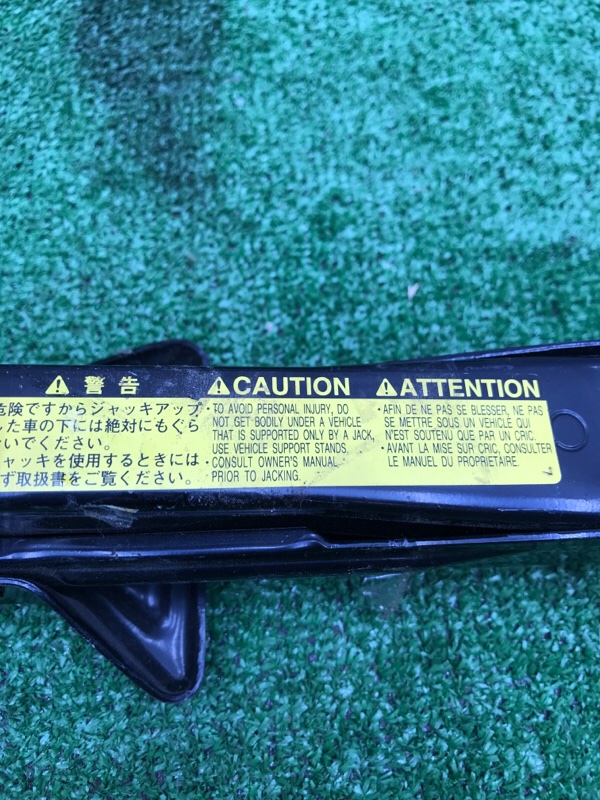 警告
危険ですからジャッキアップ
した車の下には絶対にもぐら
いでください。
ャッキを使用するときには
ず取扱書をご覧ください。
CAUTION
・TO AVOID PERSONAL INJURY, DO
NOT GET BODILY UNDER A VEHICLE
THAT IS SUPPORTED ONLY BY A JACK,
USE VEHICLE SUPPORT STANDS.
・CONSULT OWNER'S MANUAL
PRIOR TO JACKING.
ATTENTION
・AFIN DE NE PAS SE BLESSER, NE PAS
SE METTRE SOUS UN VEHICLE QUI
N'EST SOUTENU QUE PAR UN CRIC.
・AVANT LA MISE SUR CRIC, CONSULTER
LE MANUEL DU PROPRIETAIRE.